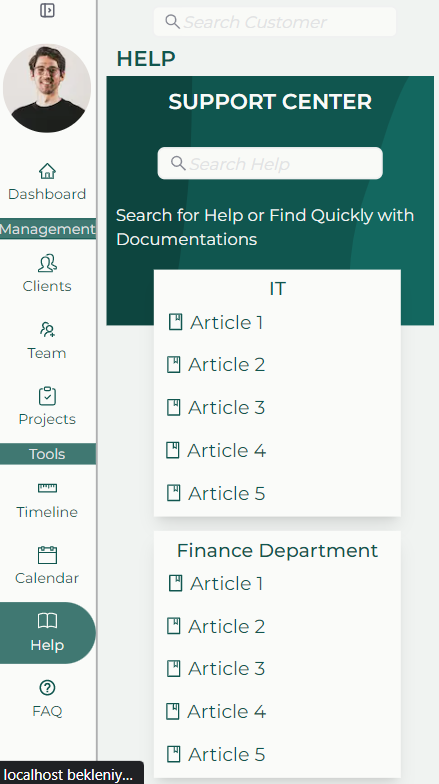 Search Customer
HELP
SUPPORT CENTER
Search Help
Search for Help or Find Quickly with
Documentations
IT
Article 1
Article 2
Article 3
Article 4
Article 5
Finance Department
Article 1
Article 2
Article 3
Article 4
Article 5
Dashboard
Management
Clients
Team
Projects
Tools
Timeline
Calendar
Help
FAQ
localhost bekleniy...